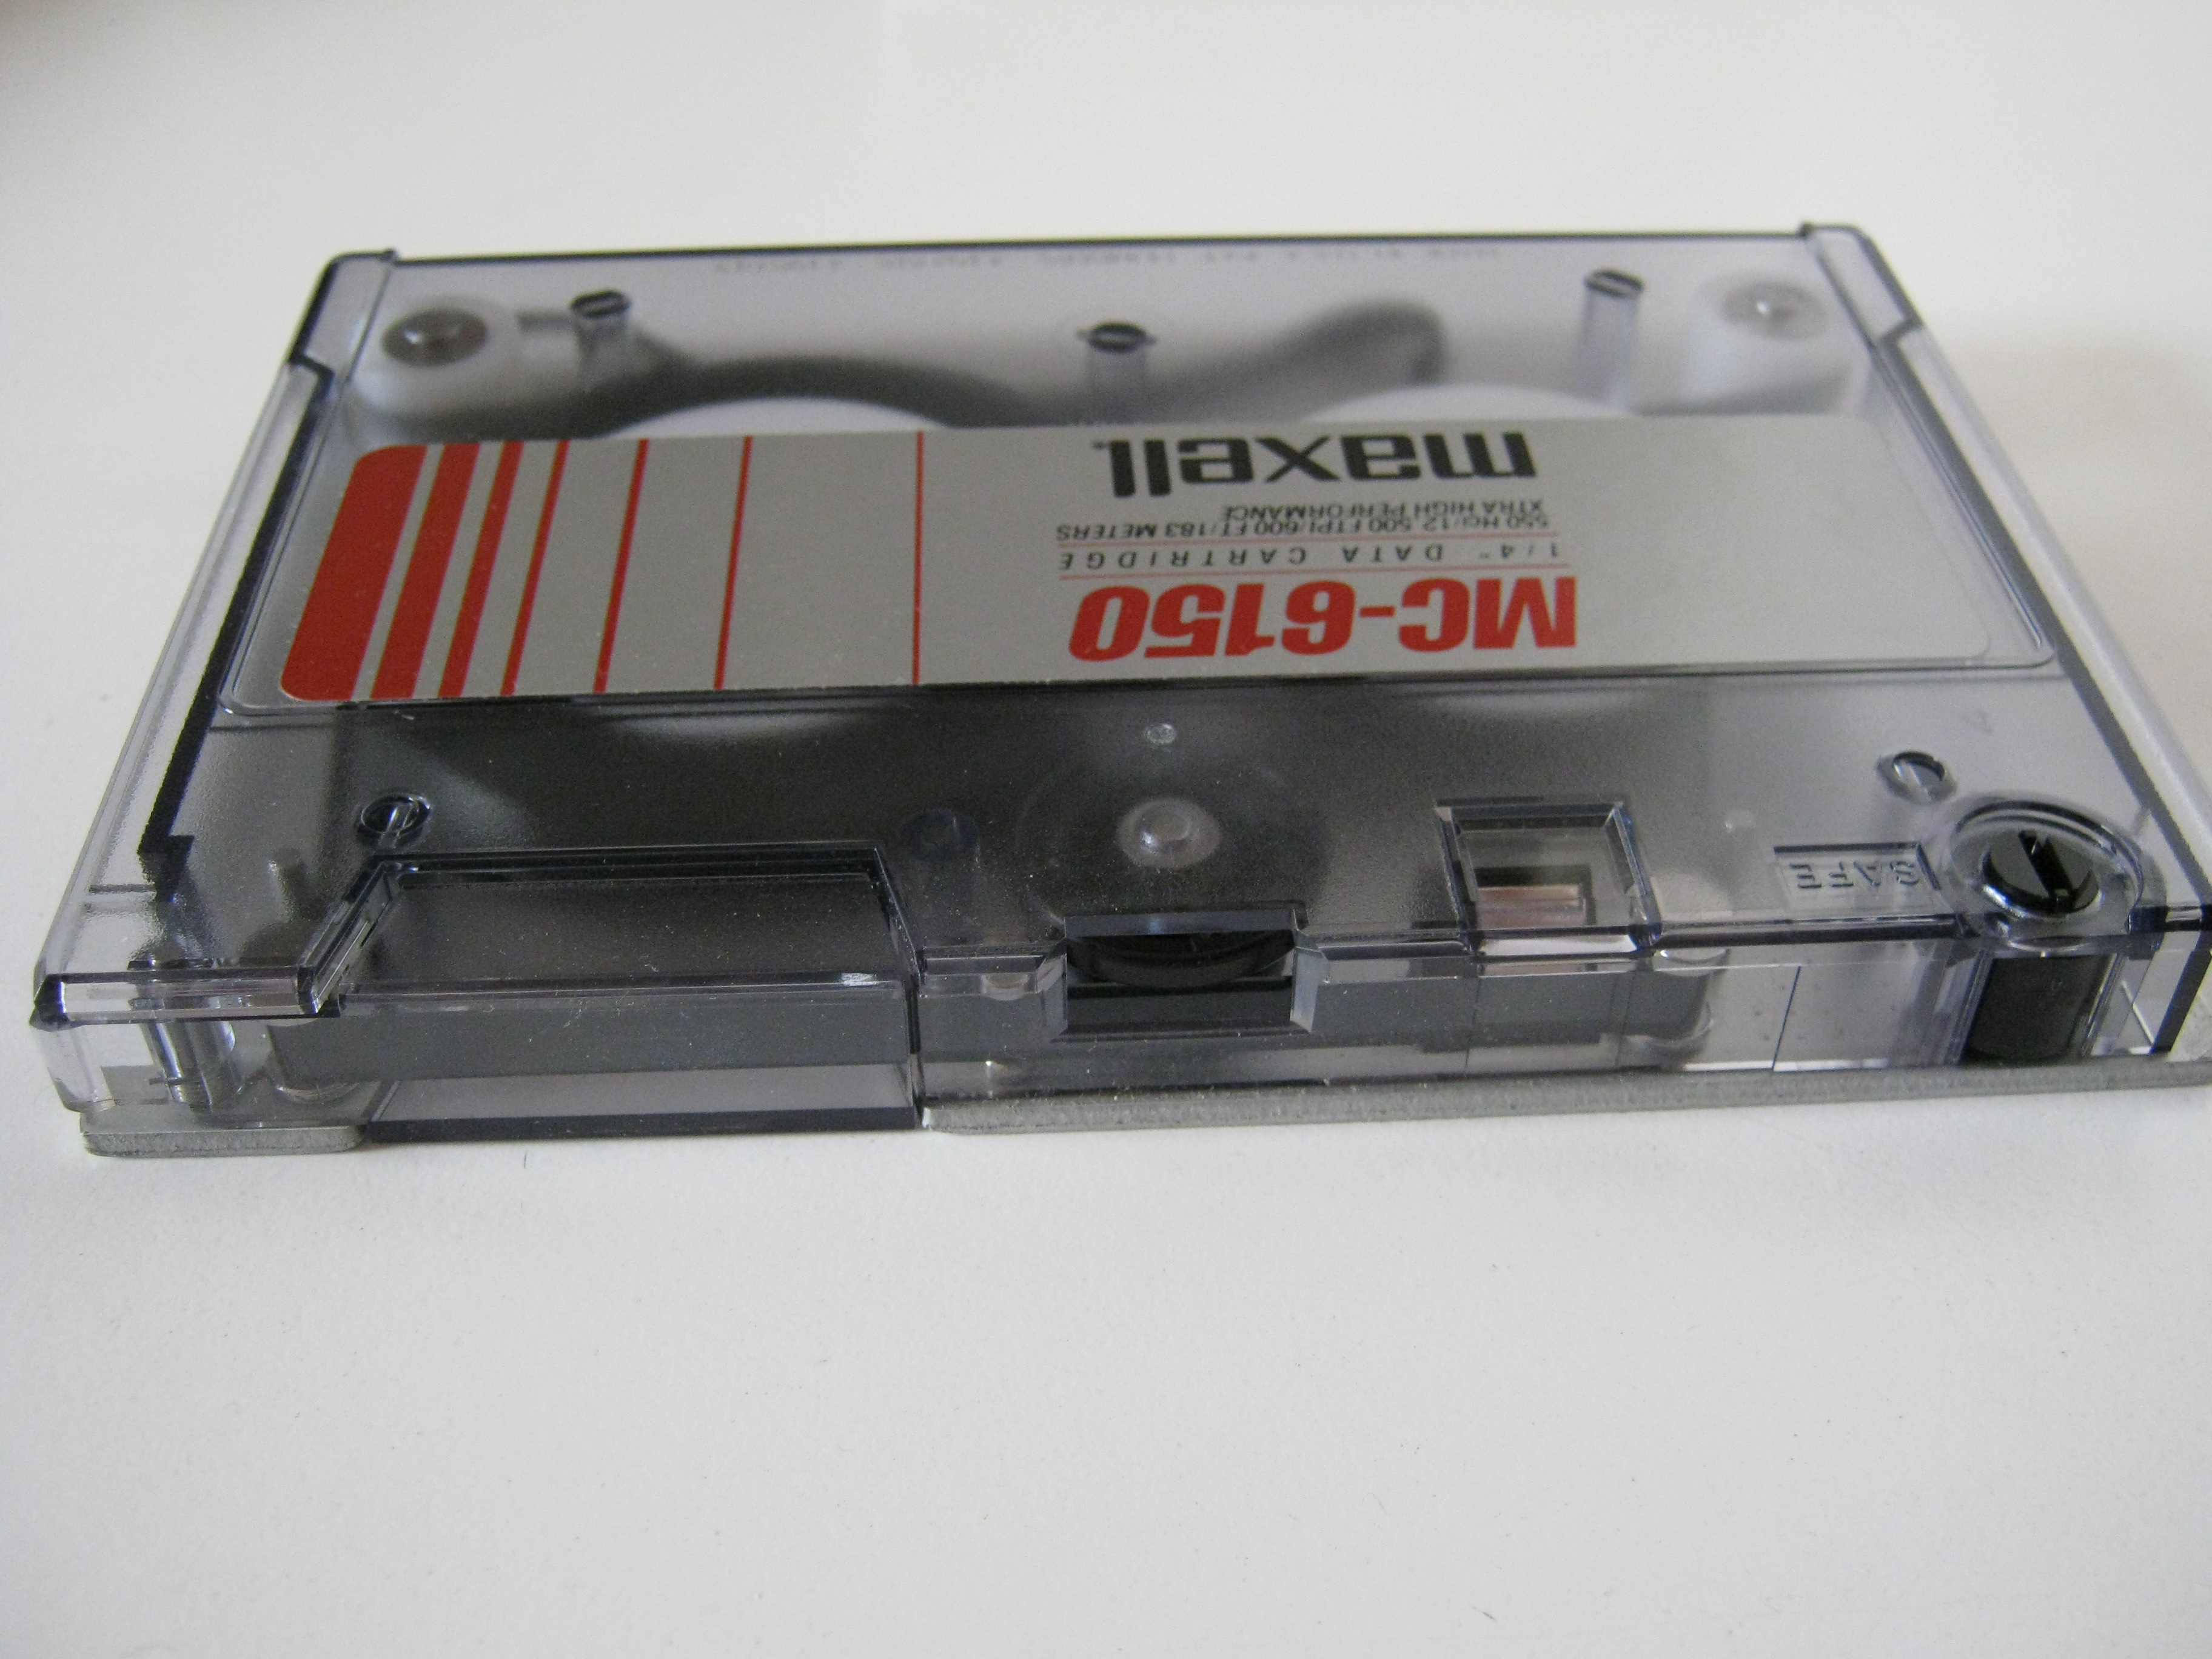 MC-6150
1/4" DATA CARTRIDGE
550 Hci/12,500 FTPI/600 FT/183 METERS
XTRA HIGH PERFORMANCE
maxell
SAFE